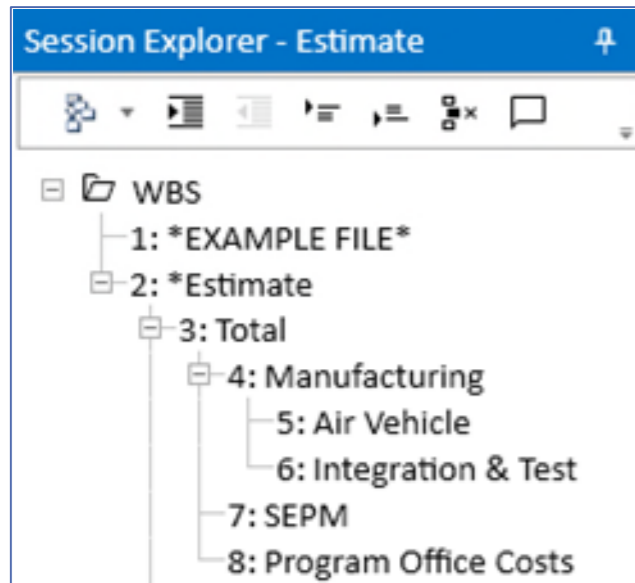 Session Explorer - Estimate
WBS
1: *EXAMPLE FILE*
2: *Estimate
3: Total
4: Manufacturing
5: Air Vehicle
6: Integration & Test
7: SEPM
8: Program Office Costs